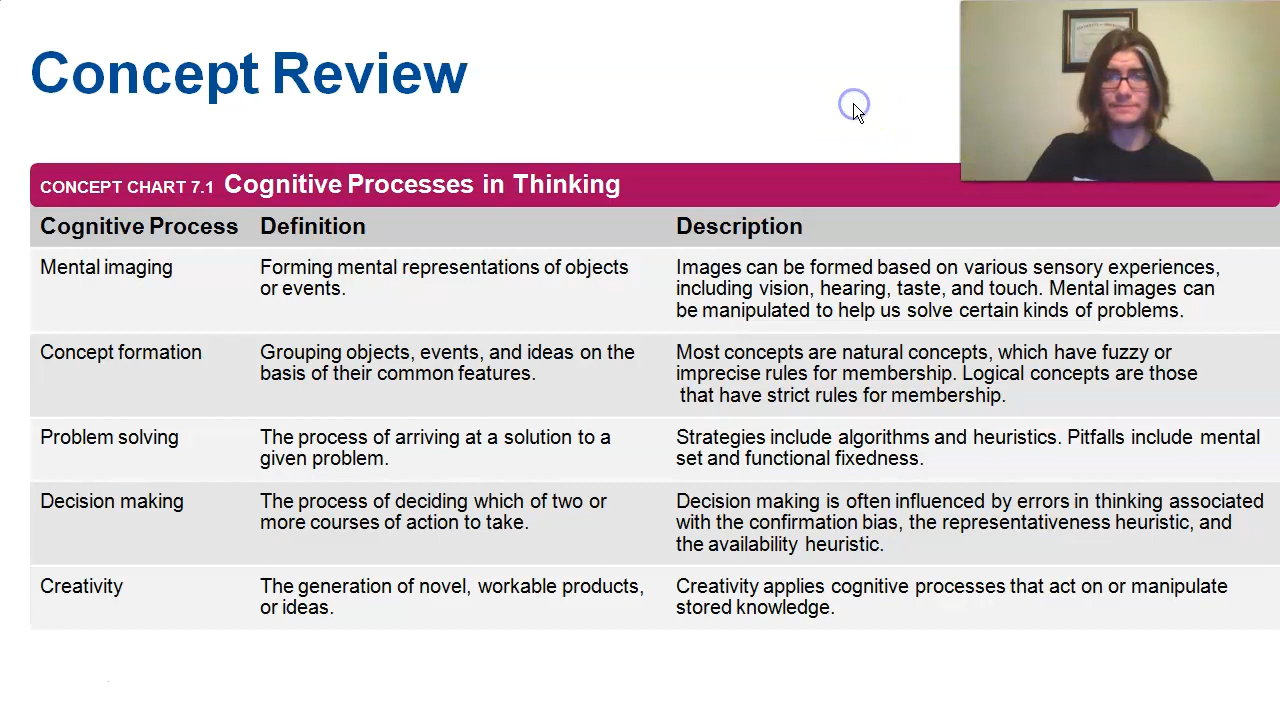 Concept Review
CONCEPT CHART 7.1 Cognitive Processes in Thinking
Cognitive Process Definition Description
Mental imaging
Forming mental representations of objects
or events.
Images can be formed based on various sensory experiences,
including vision, hearing, taste, and touch. Mental images can
be manipulated to help us solve certain kinds of problems.
Concept formation
Grouping objects, events, and ideas on the
basis of their common features.
Most concepts are natural concepts, which have fuzzy or
imprecise rules for membership. Logical concepts are those
that have strict rules for membership.
Problem solving
The process of arriving at a solution to a
given problem.
Strategies include algorithms and heuristics. Pitfalls include mental
set and functional fixedness.
Decision making
The process of deciding which of two or
more courses of action to take.
Decision making is often influenced by errors in thinking associated
with the confirmation bias, the representativeness heuristic, and
the availability heuristic.
Creativity
The generation of novel, workable products,
or ideas.
Creativity applies cognitive processes that act on or manipulate
stored knowledge.